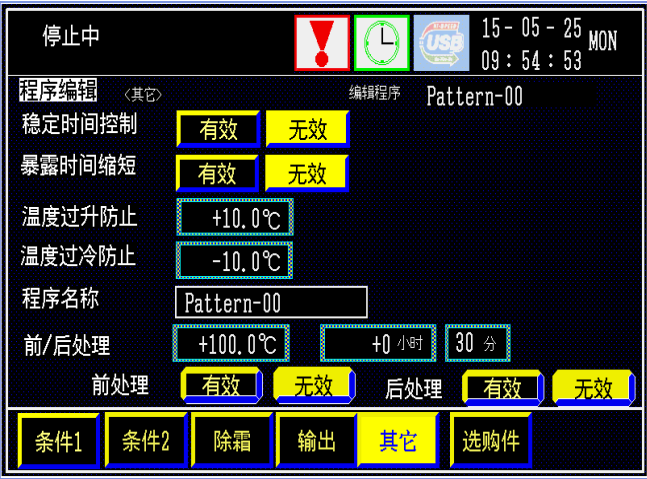 停止中 HI-SPEED USB 15-05-25 MON
09:54:53
程序编辑 〈其它〉 编辑程序 Pattern-00
稳定时间控制 有效 无效
暴露时间缩短 有效 无效
温度过升防止 +10.0℃
温度过冷防止 -10.0℃
程序名称 Pattern-00
前/后处理 +100.0℃ +0 小时 30 分
前处理 有效 无效 后处理 有效 无效
条件1 条件2 除霜 输出 其它 选购件